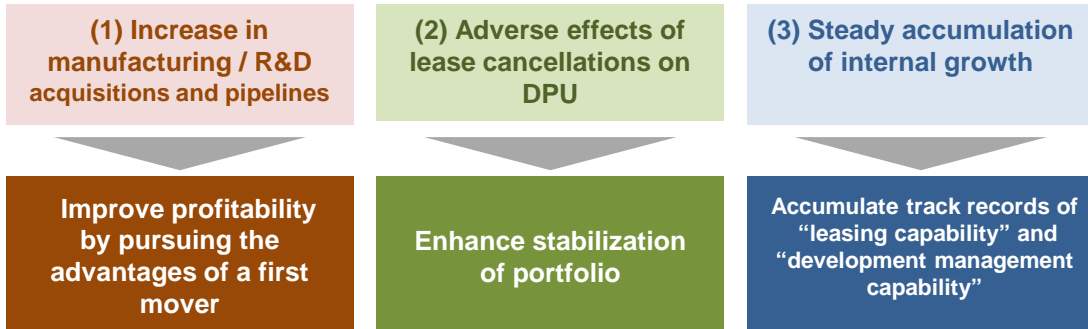 (1) Increase in
manufacturing / R&D
acquisitions and pipelines
(2) Adverse effects of
lease cancellations on
DPU
(3) Steady accumulation
of internal growth
Improve profitability
by pursuing the
advantages of a first
mover
Enhance stabilization
of portfolio
Accumulate track records of
“leasing capability” and
“development management
capability”